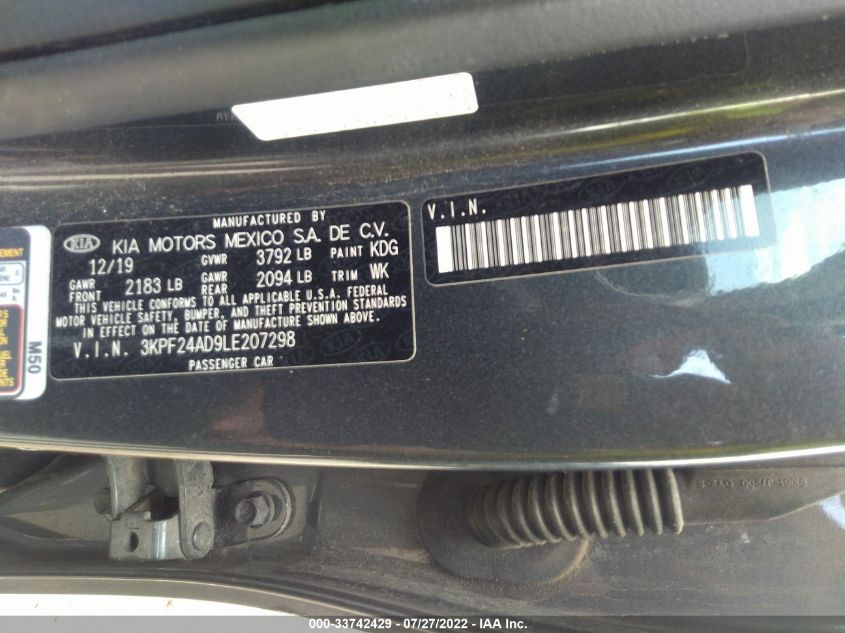 MANUFACTURED BY
KIA KIA MOTORS MEXICO S.A. DE C.V.
12/19 GVWR 3792 LB PAINT KDG
GAWR FRONT 2183 LB GAWR REAR 2094 LB TRIM WK
THIS VEHICLE CONFORMS TO ALL APPLICABLE U.S.A. FEDERAL
MOTOR VEHICLE SAFETY, BUMPER, AND THEFT PREVENTION STANDARDS
IN EFFECT ON THE DATE OF MANUFACTURE SHOWN ABOVE.
V.I.N. 3KPF24AD9LE207298
PASSENGER CAR
V.I.N.
M50
000-33742429 - 07/27/2022 - IAA Inc.